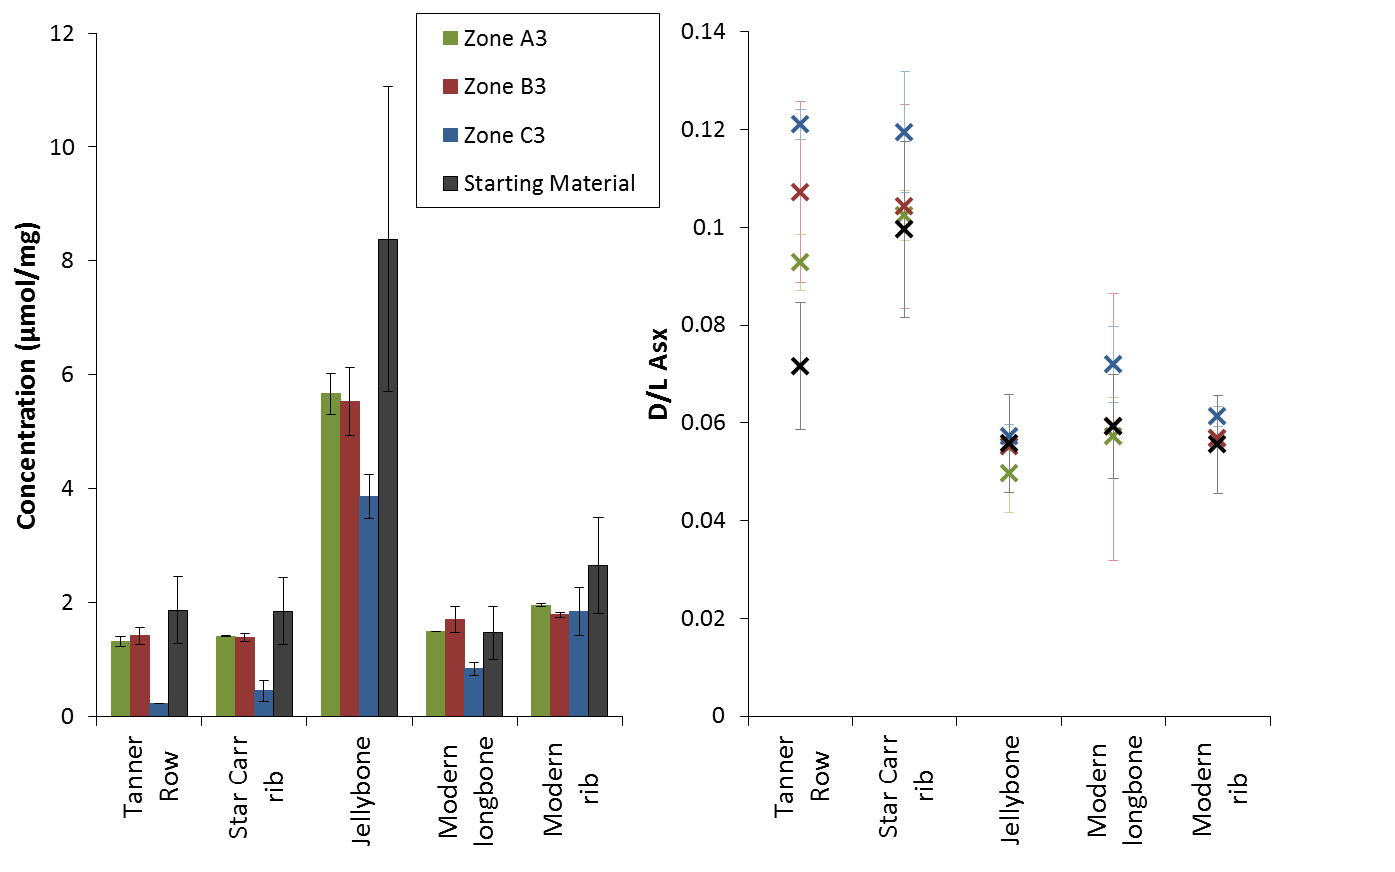 Zone A3
Zone B3
Zone C3
Starting Material
Concentration (µmol/mg)
12
10
8
6
4
2
0
Tanner
Row
Star Carr
rib
Jellybone
Modern
longbone
Modern
rib
D/L Asx
0.14
0.12
0.1
0.08
0.06
0.04
0.02
0
Tanner
Row
Star Carr
rib
Jellybone
Modern
longbone
Modern
rib